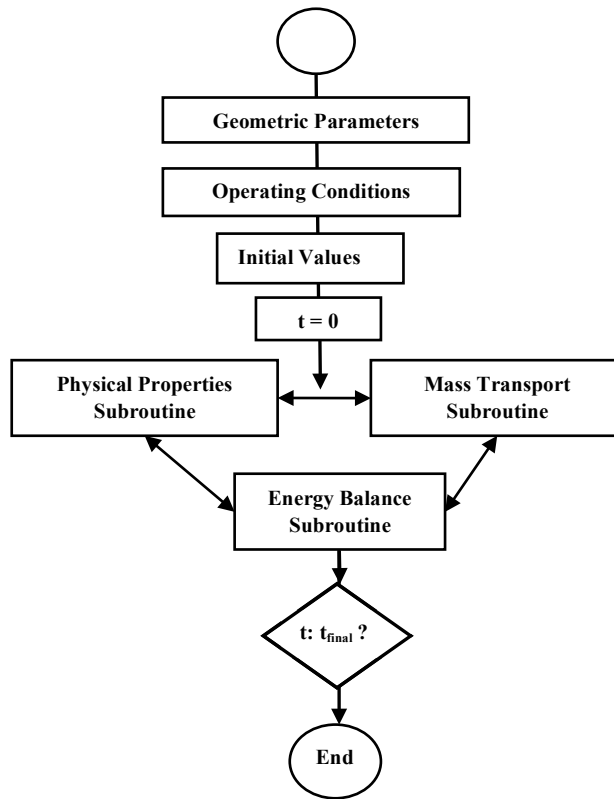 Geometric Parameters
Operating Conditions
Initial Values
t = 0
Physical Properties
Subroutine
Mass Transport
Subroutine
Energy Balance
Subroutine
t: tfinal ?
End